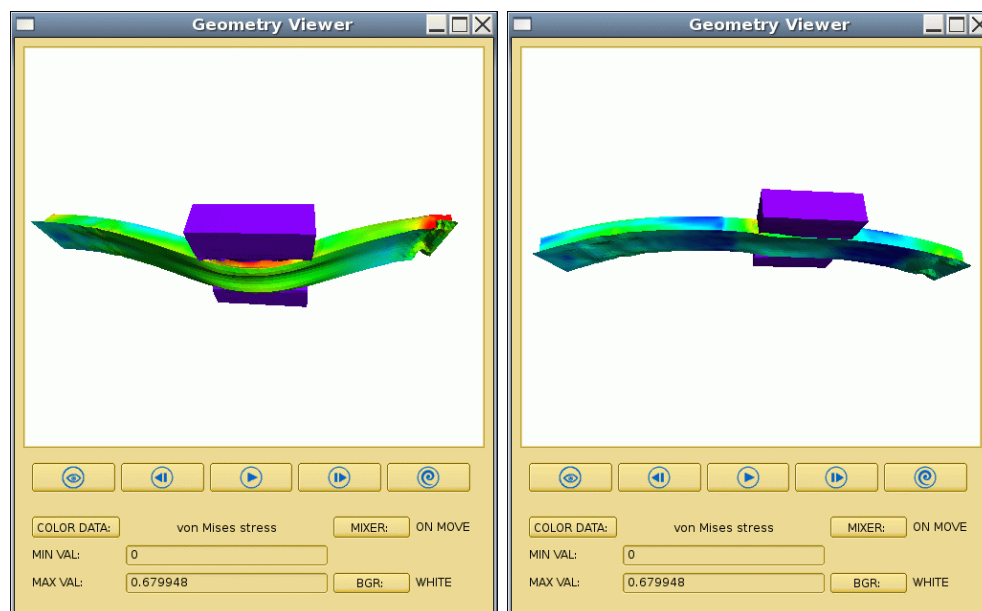 Geometry Viewer
COLOR DATA: von Mises stress MIXER: ON MOVE
MIN VAL: 0
MAX VAL: 0.679948 BGR: WHITE
Geometry Viewer
COLOR DATA: von Mises stress MIXER: ON MOVE
MIN VAL: 0
MAX VAL: 0.679948 BGR: WHITE